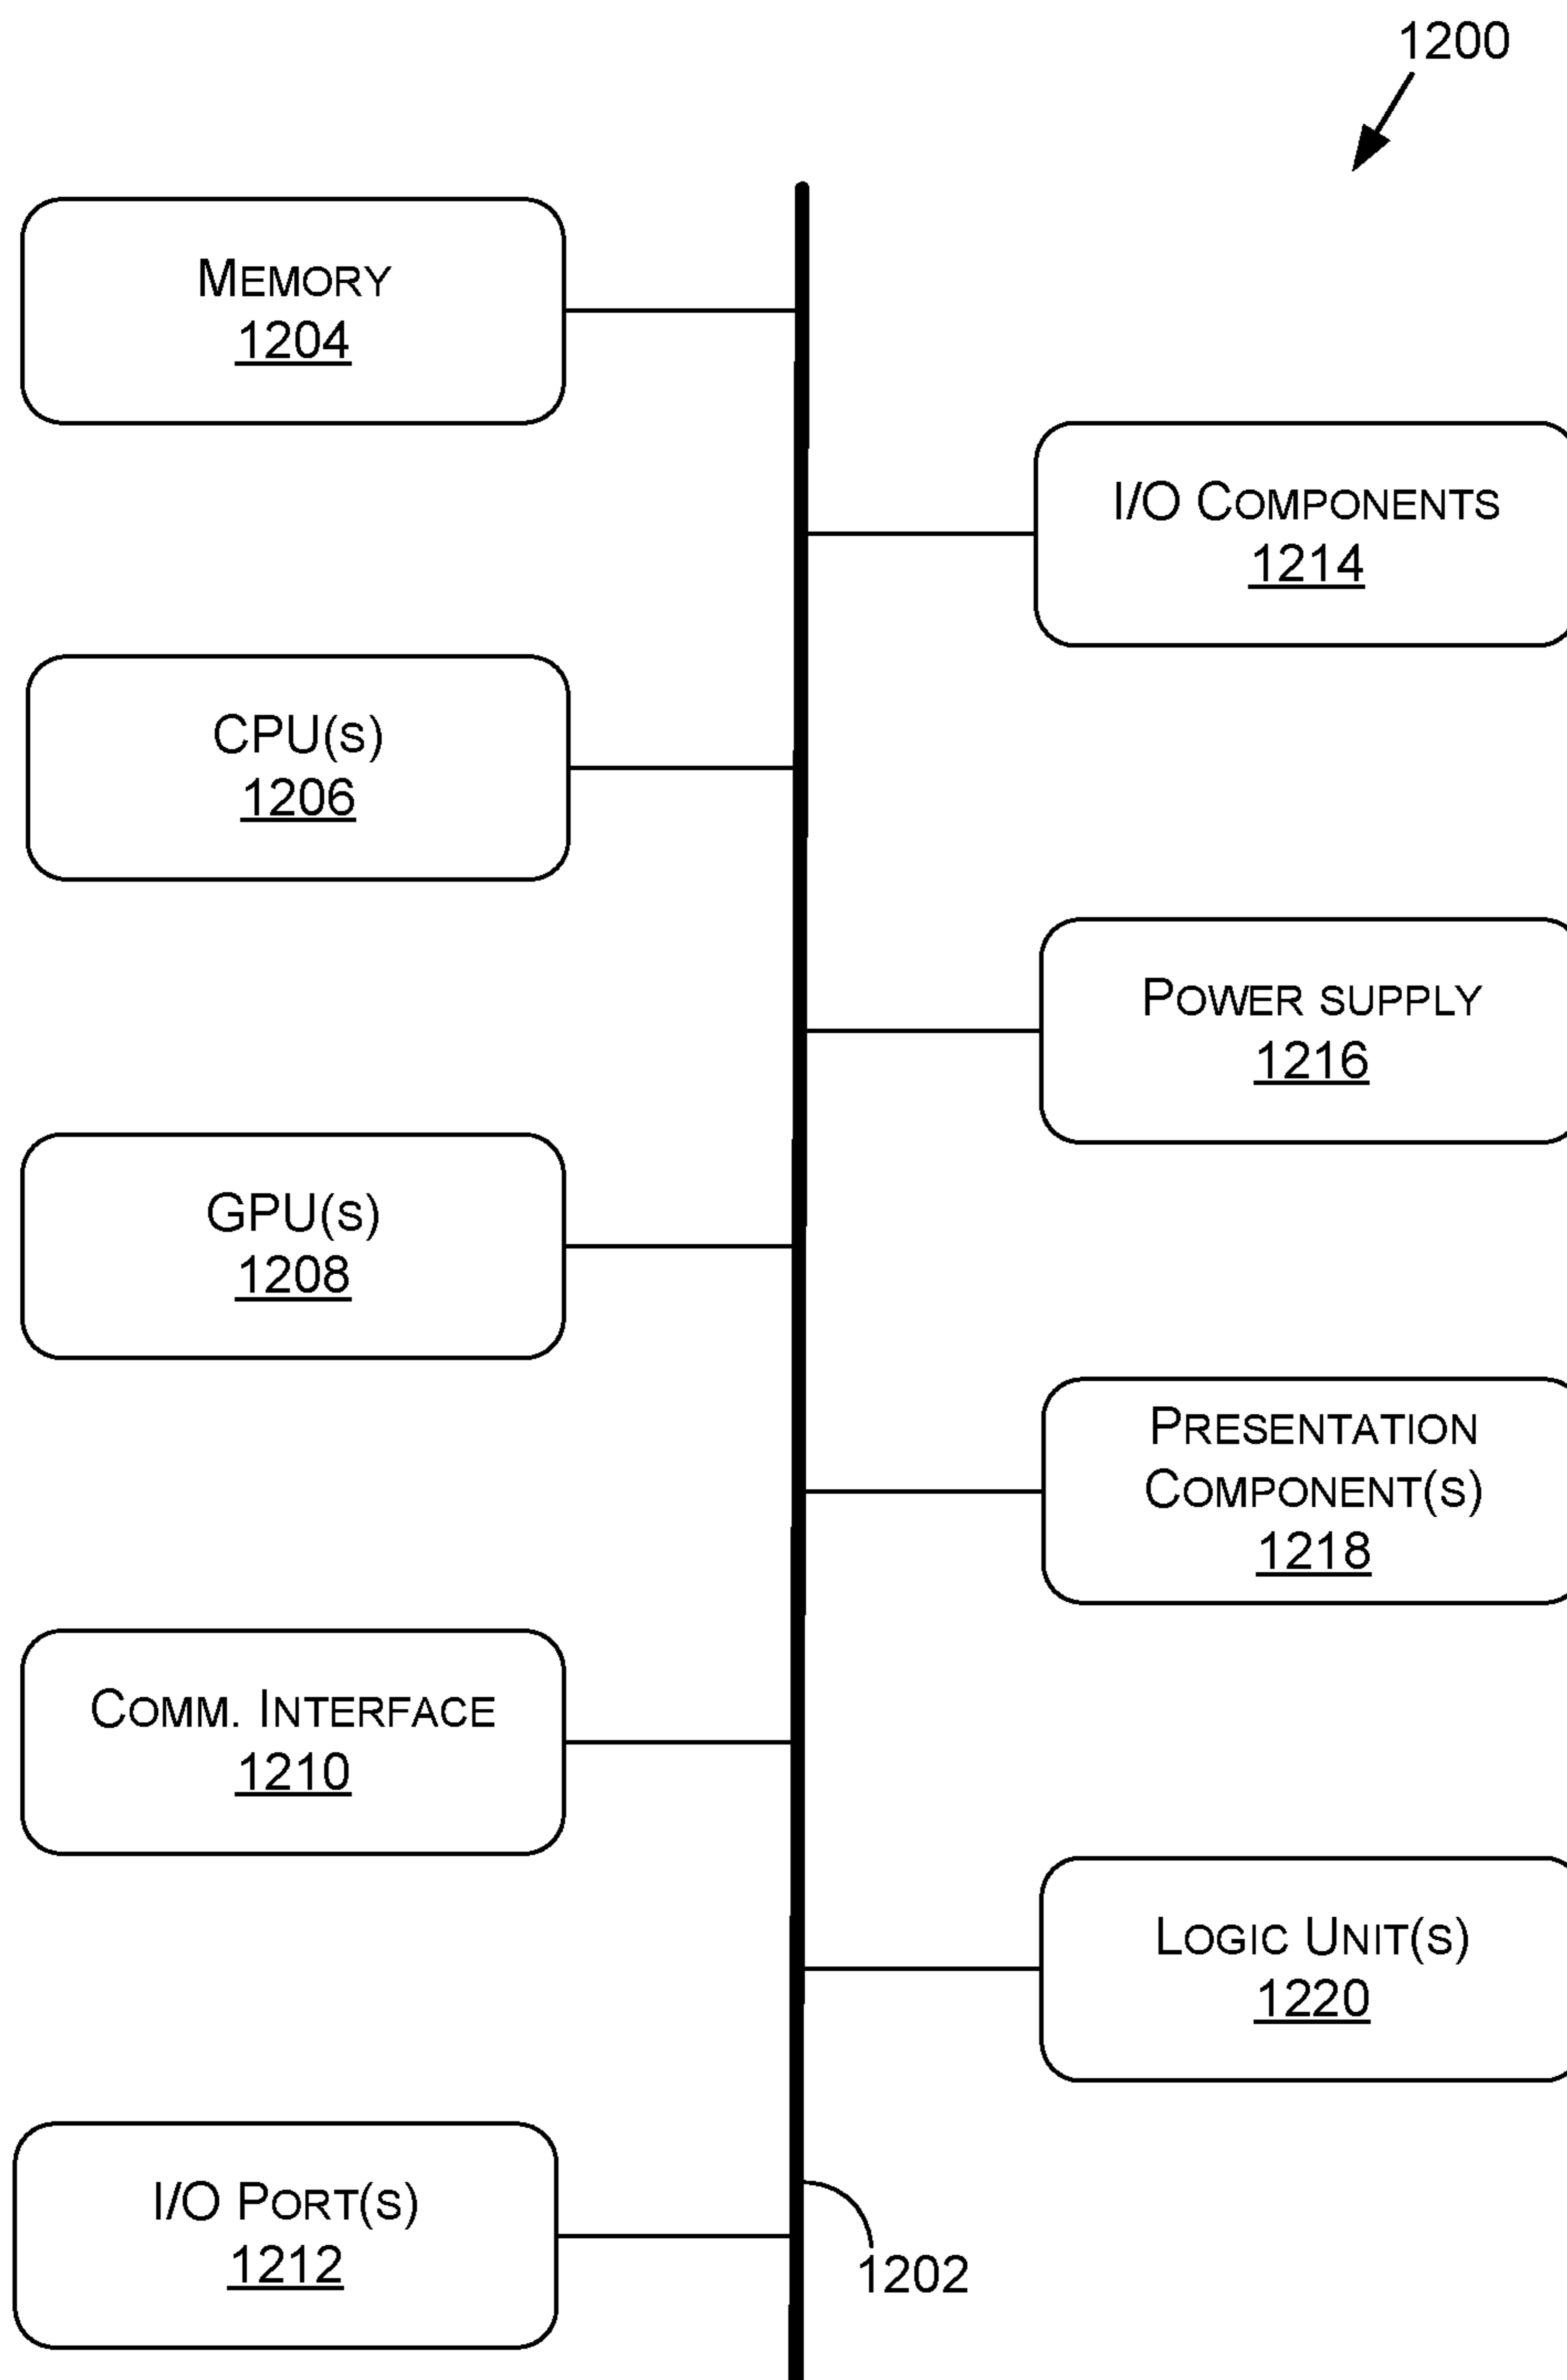 1200
MEMORY
1204
I/O COMPONENTS
1214
CPU(S)
1206
POWER SUPPLY
1216
GPU(S)
1208
PRESENTATION
COMPONENT(S)
1218
COMM. INTERFACE
1210
LOGIC UNIT(S)
1220
I/O PORT(S)
1212
1202